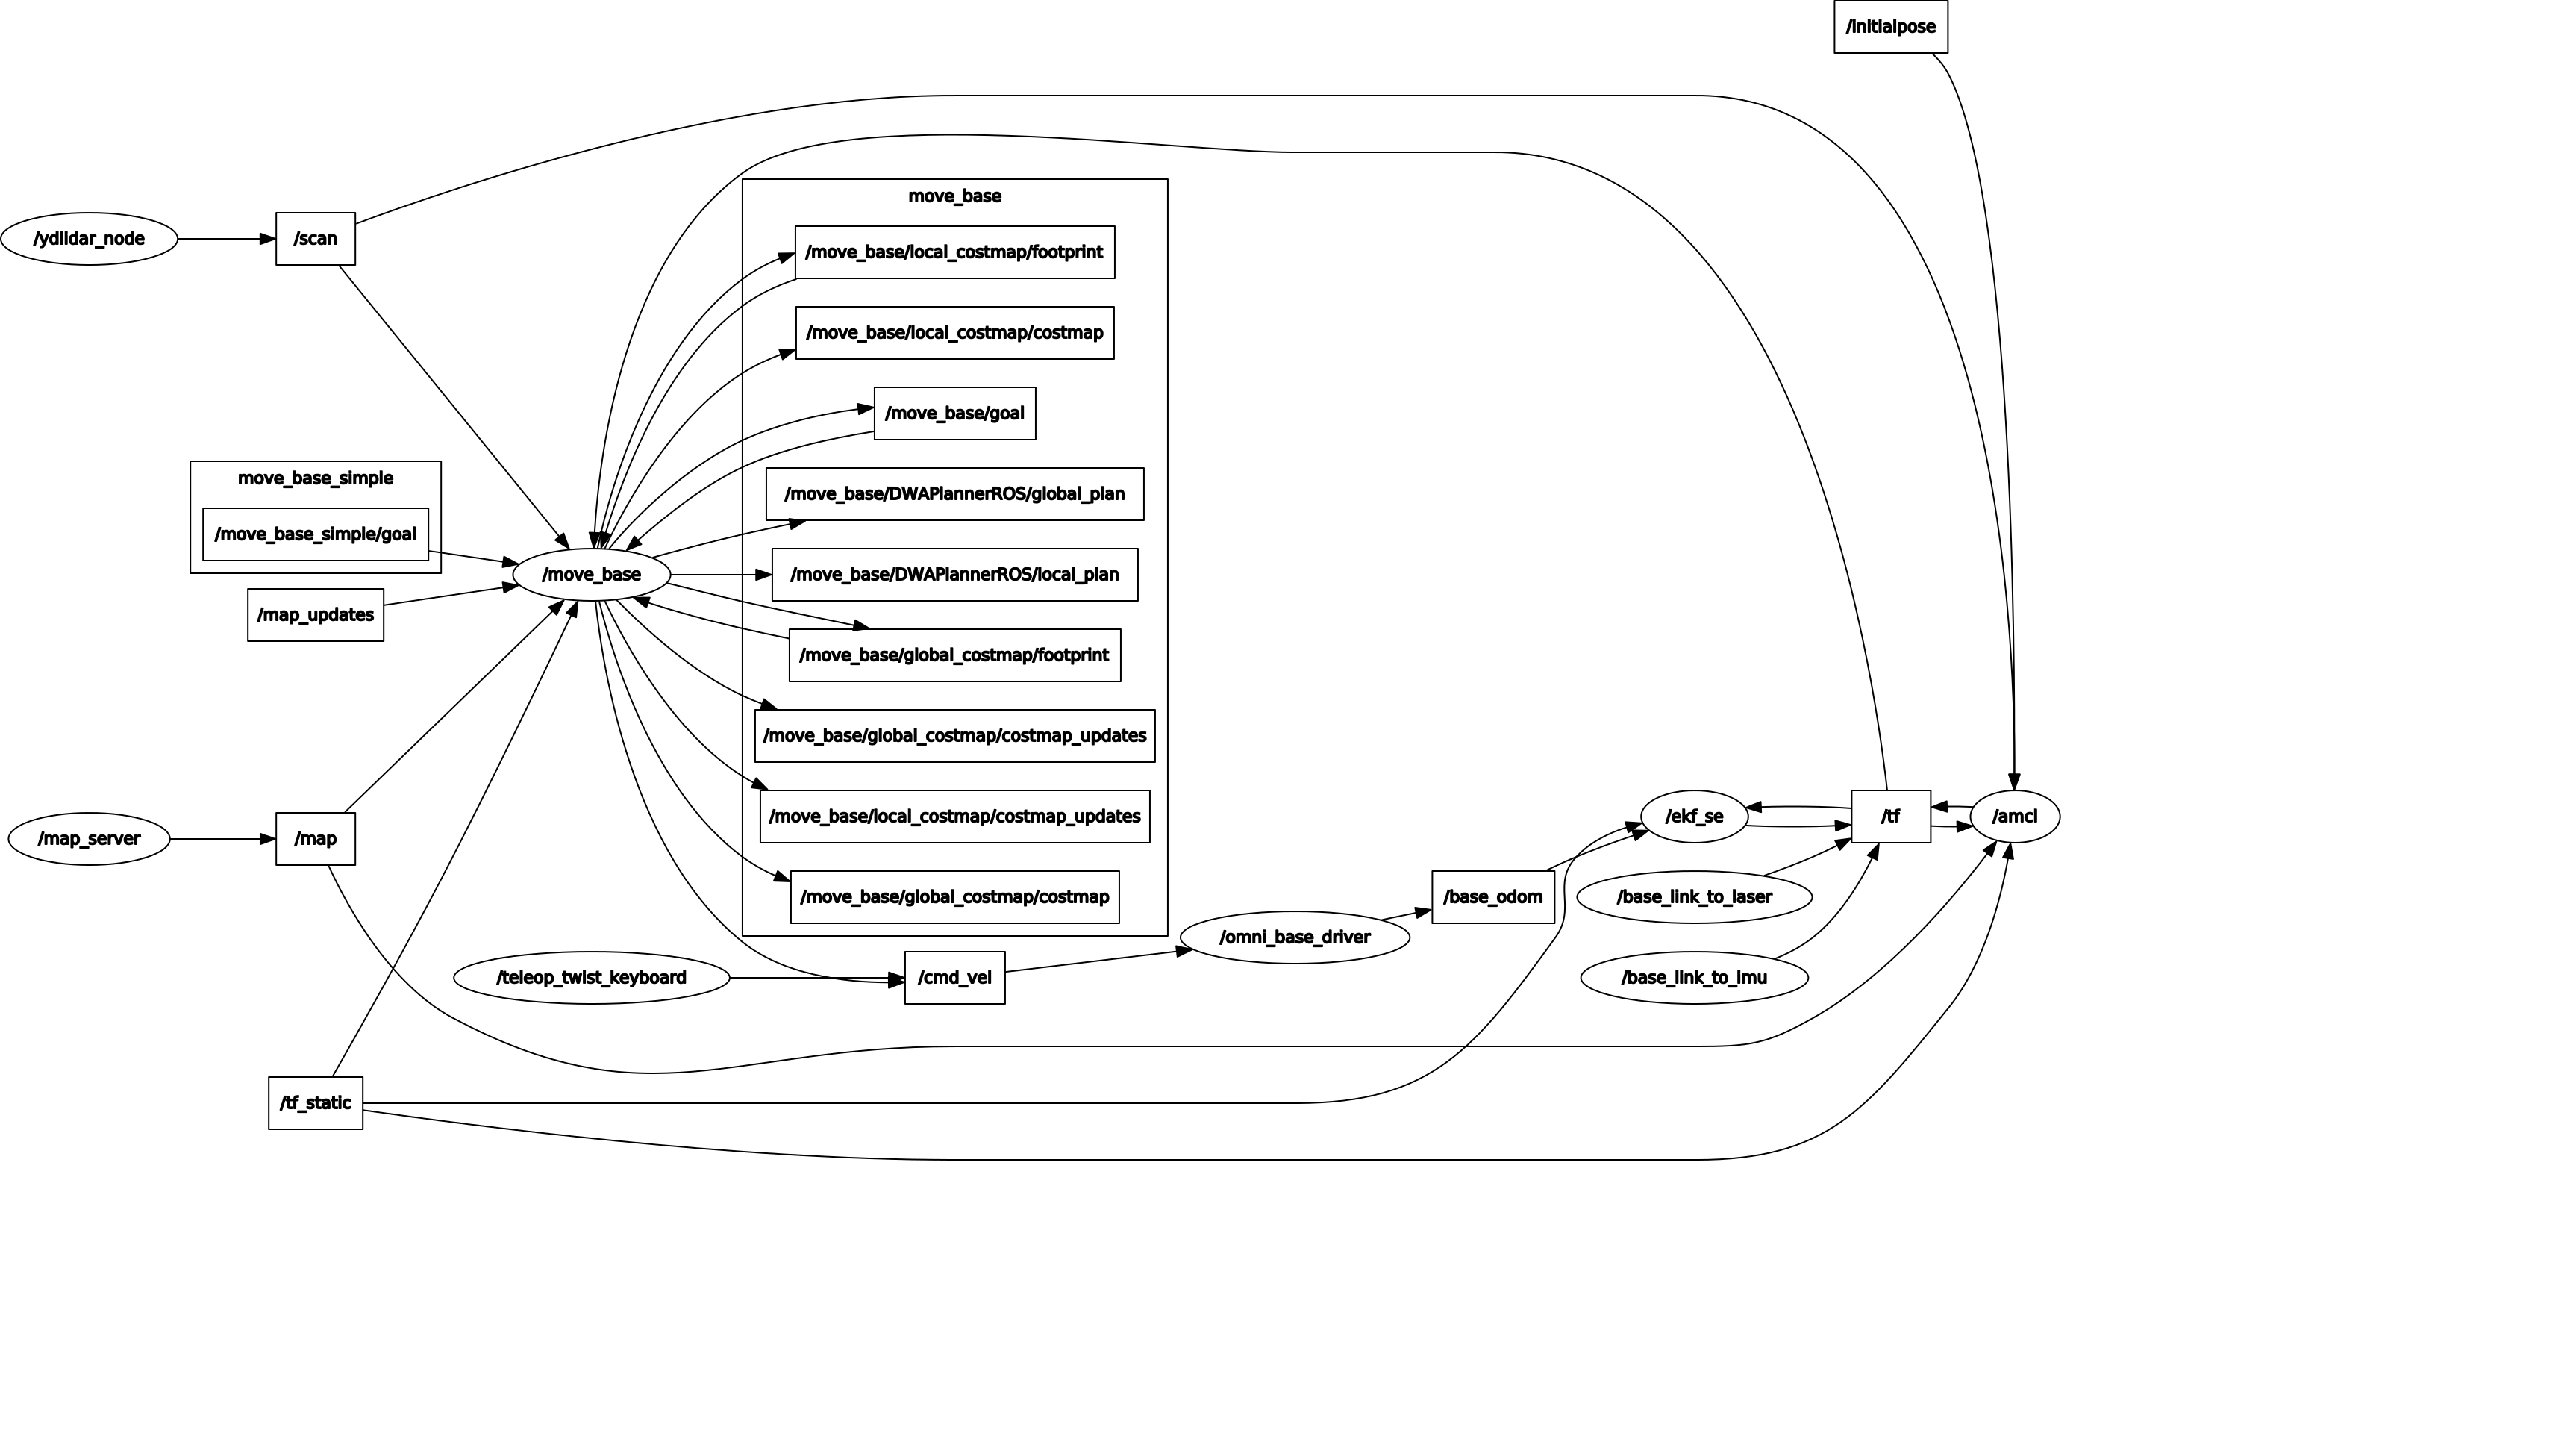 /initialpose
move_base
/ydlidar_node
/scan
/move_base/local_costmap/footprint
/move_base/local_costmap/costmap
/move_base/goal
move_base_simple
/move_base/DWAPlannerROS/global_plan
/move_base_simple/goal
/move_base
/move_base/DWAPlannerROS/local_plan
/map_updates
/move_base/global_costmap/footprint
/move_base/global_costmap/costmap_updates
/map_server
/map
/move_base/local_costmap/costmap_updates
/ekf_se
/tf
/amcl
/move_base/global_costmap/costmap
/base_odom
/base_link_to_laser
/omni_base_driver
/teleop_twist_keyboard
/cmd_vel
/base_link_to_imu
/tf_static